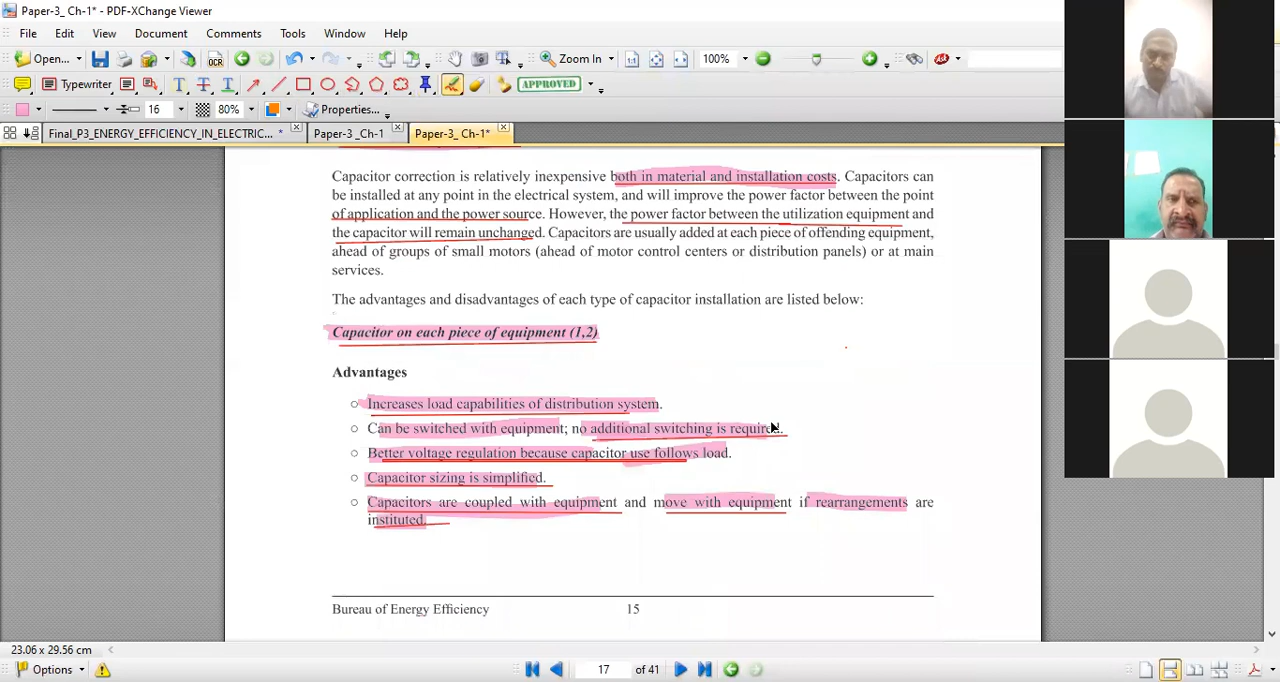 Paper-3_ Ch-1* - PDF-XChange Viewer
File Edit View Document Comments Tools Window Help
Open... OCR Zoom In 100%
Typewriter APPROVED
16 80% Properties...
Final_P3_ENERGY_EFFICIENCY_IN_ELECTRIC... * Paper-3 _Ch-1 Paper-3_ Ch-1*
Capacitor correction is relatively inexpensive both in material and installation costs. Capacitors can
be installed at any point in the electrical system, and will improve the power factor between the point
of application and the power source. However, the power factor between the utilization equipment and
the capacitor will remain unchanged. Capacitors are usually added at each piece of offending equipment,
ahead of groups of small motors (ahead of motor control centers or distribution panels) or at main
services.
The advantages and disadvantages of each type of capacitor installation are listed below:
Capacitor on each piece of equipment (1,2)
Advantages
Increases load capabilities of distribution system.
Can be switched with equipment; no additional switching is required.
Better voltage regulation because capacitor use follows load.
Capacitor sizing is simplified.
Capacitors are coupled with equipment and move with equipment if rearrangements are
instituted.
Bureau of Energy Efficiency 15
23.06 x 29.56 cm
Options 17 of 41